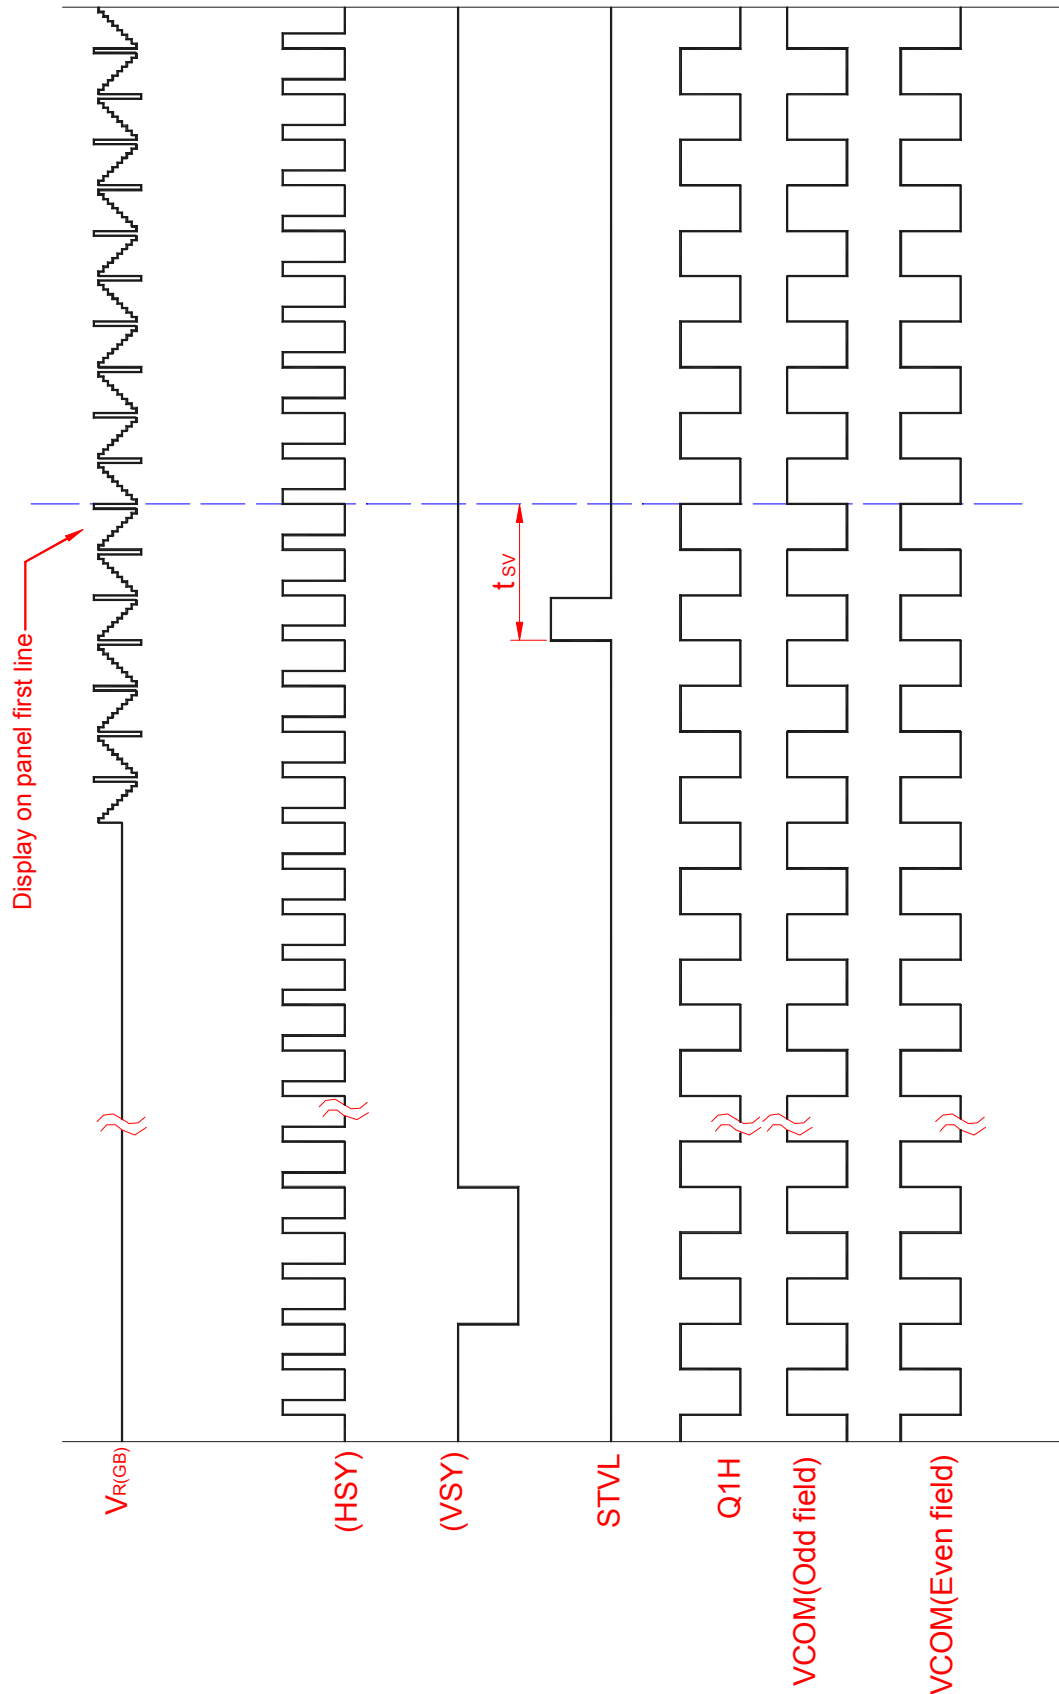 Display on panel first line
tSV
VR(GB)
(HSY)
(VSY)
STVL
Q1H
VCOM(Odd field)
VCOM(Even field)